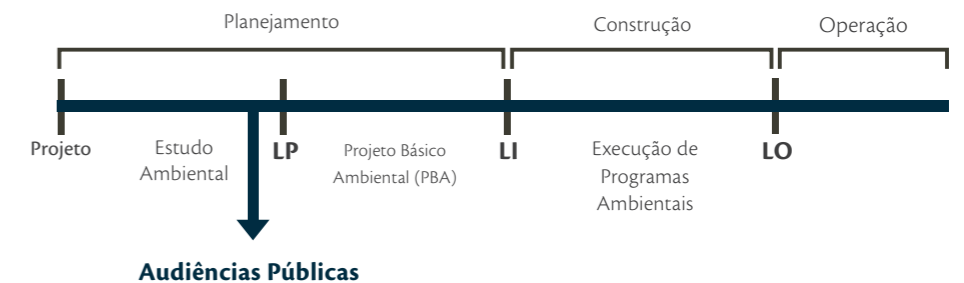 Planejamento
Construção
Operação
Projeto
Estudo
Ambiental
LP
Projeto Básico
Ambiental (PBA)
LI
Execução de
Programas
Ambientais
LO
Audiências Públicas